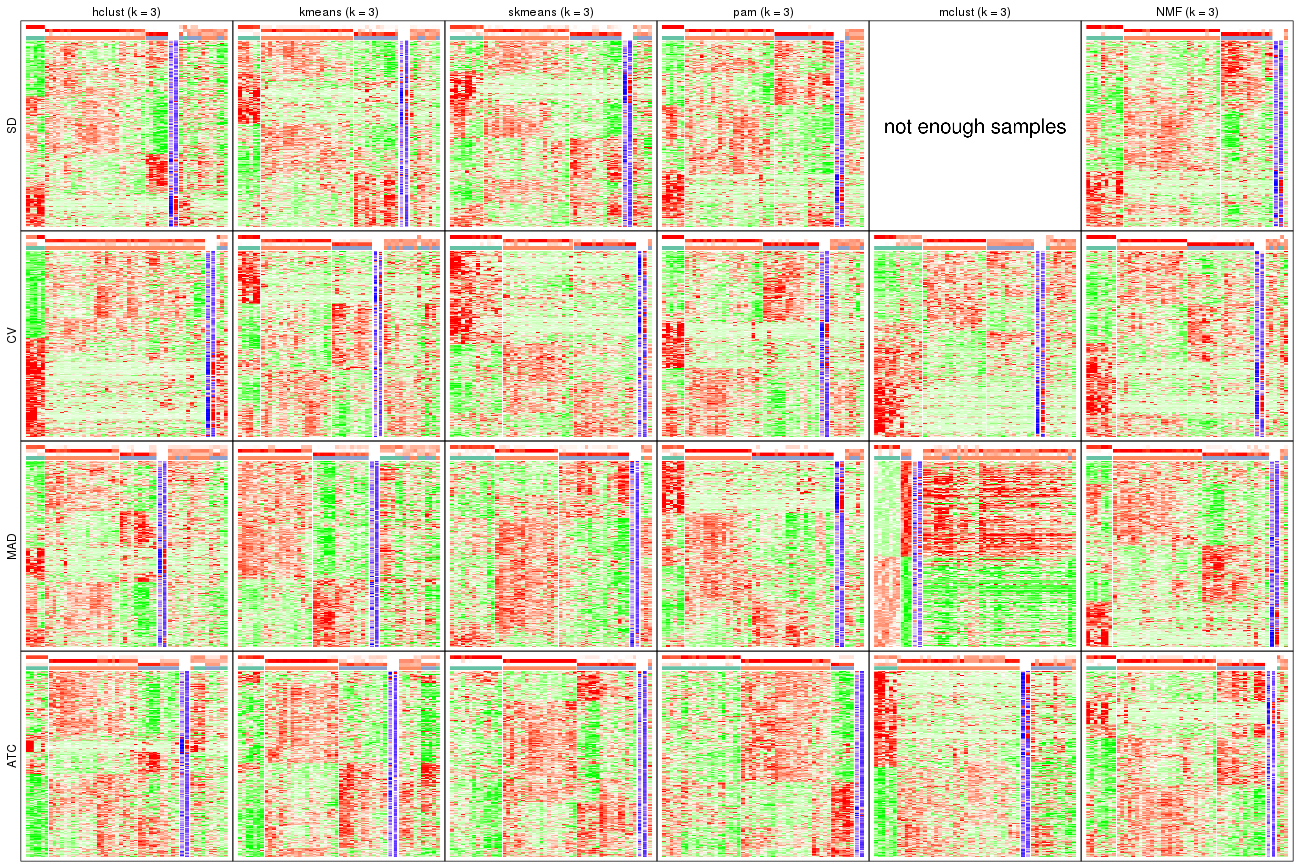 hclust (k = 3)
kmeans (k = 3)
skmeans (k = 3)
pam (k = 3)
mclust (k = 3)
NMF (k = 3)
SD
not enough samples
CV
MAD
ATC